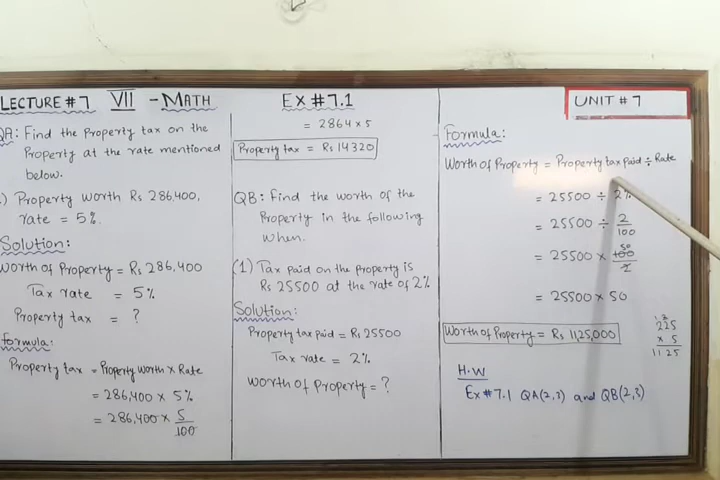 LECTURE # 7 VII - MATH
EX # 7.1
UNIT # 7
QA: Find the Property tax on the
Property at the rate mentioned
below.
) Property worth Rs 286,400,
rate = 5%.
Solution:
Worth of Property = Rs 286,400
Tax rate = 5%
Property tax = ?
Formula:
Property tax = Property worth × Rate
= 286,400 × 5%
= 286,400 × 5/100
= 2864 × 5
Property tax = Rs 14320
QB: Find the worth of the
Property in the following
when.
(1) Tax paid on the property is
Rs 25500 at the rate of 2%
Solution:
Property tax paid = Rs 25500
Tax rate = 2%
Worth of Property = ?
Formula:
Worth of Property = Property tax paid ÷ Rate
= 25500 ÷ 2%
= 25500 ÷ 2/100
50
= 25500 × 100/2
= 25500 × 50
Worth of Property = Rs 11,25,000
12
225
× 5
1125
H.W
Ex # 7.1 QA(2,3) and QB(2,3)